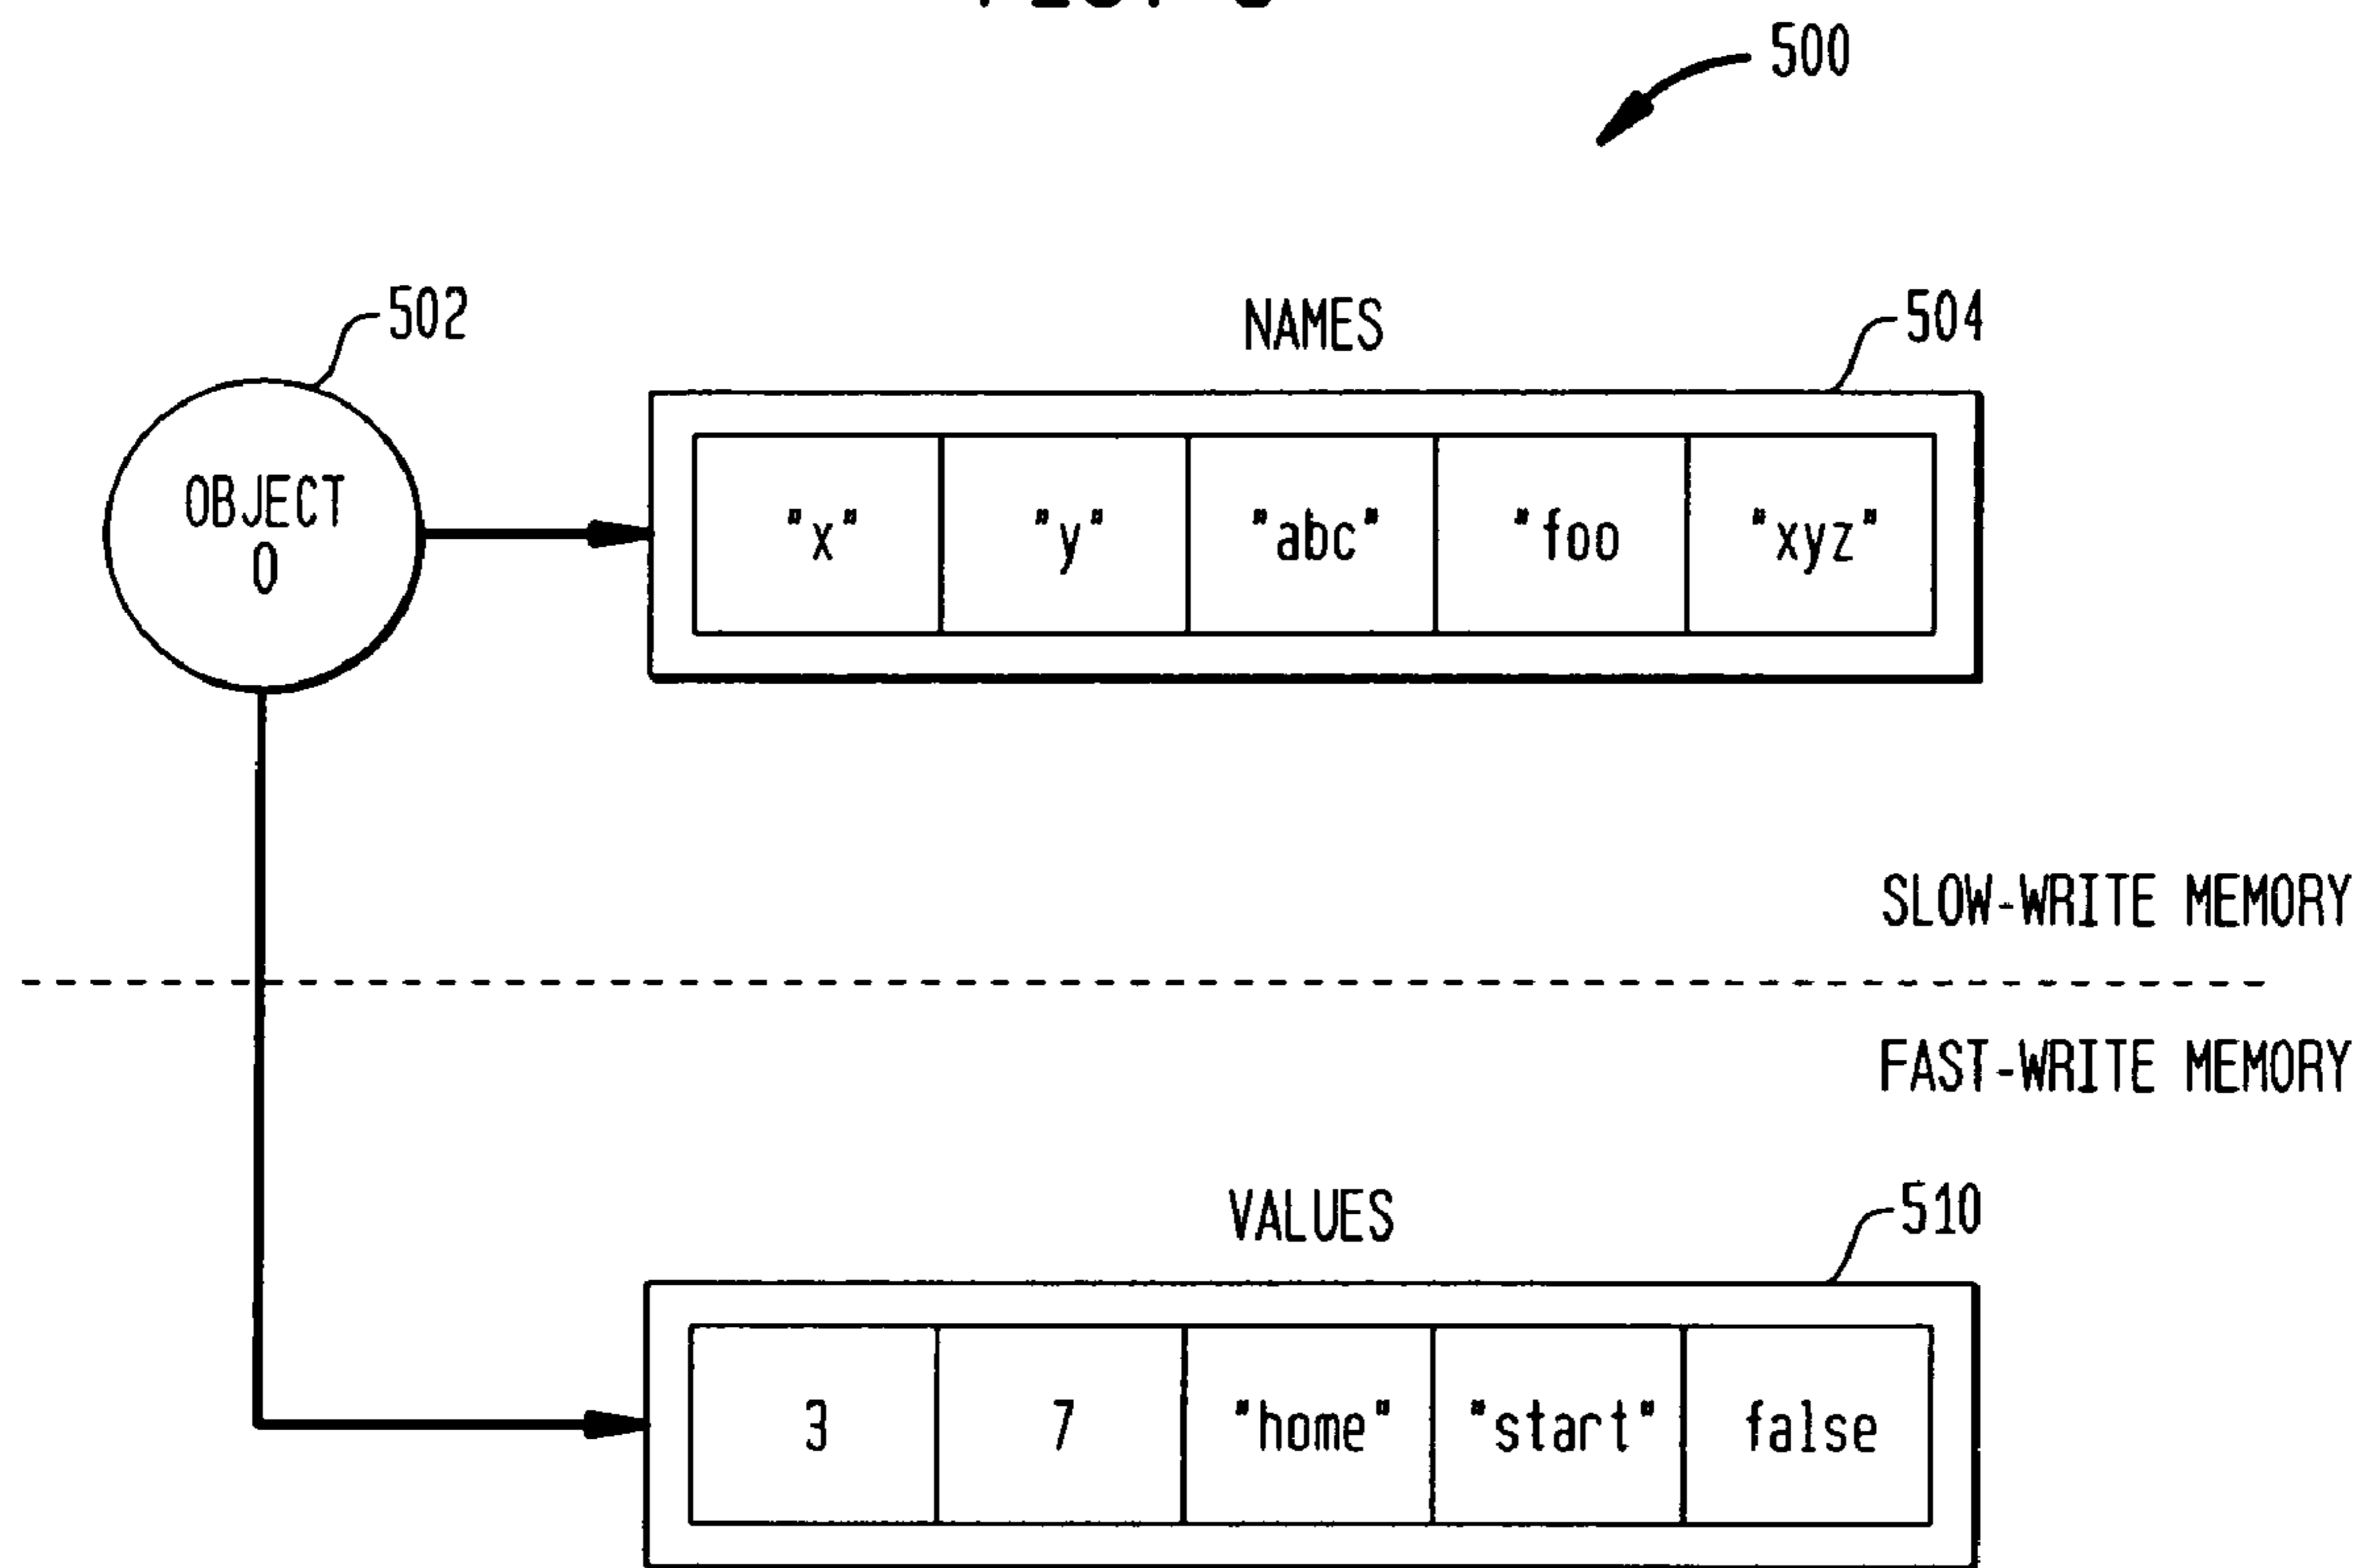 500
502
NAMES
504
OBJECT
0
"x" "y" "abc" "foo "xyz"
SLOW-WRITE MEMORY
FAST-WRITE MEMORY
VALUES
510
3 7 "home" "start" false